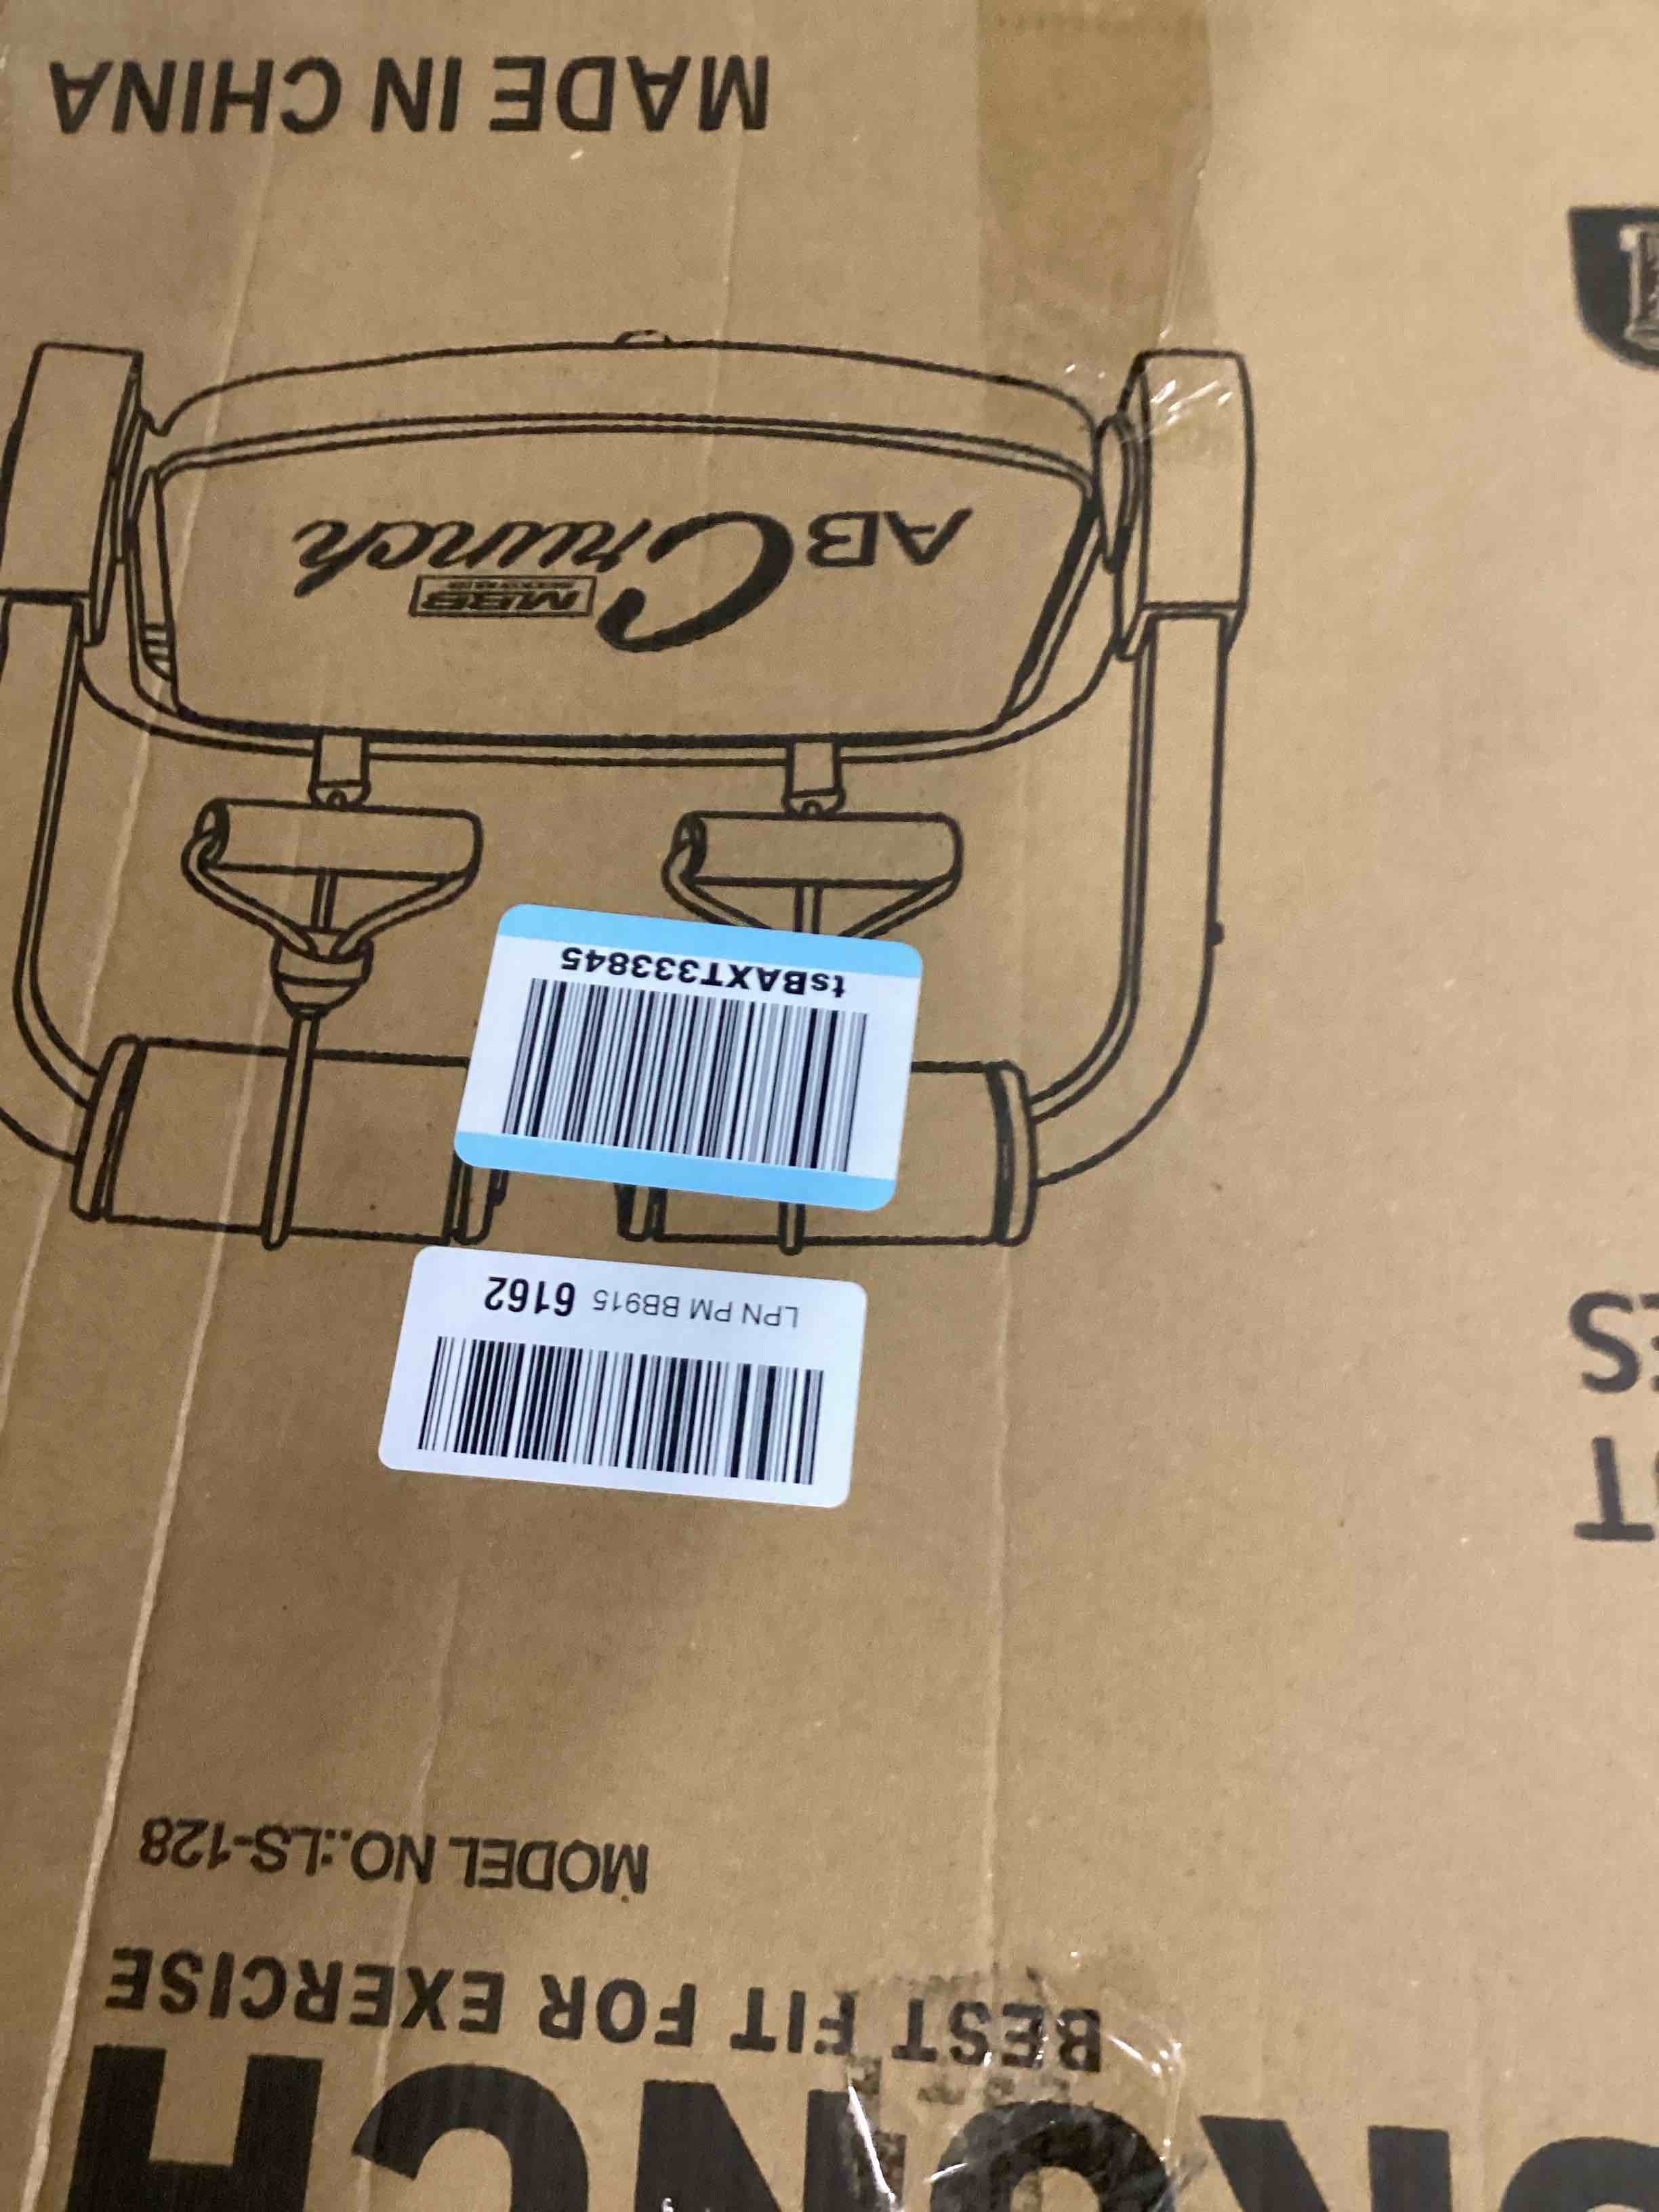 CRUNCH
BEST FIT FOR EXERCISE
MODEL NO.:LS-128
LPN PM BB915 6162
tsBAXT333845
MBB
AB Crunch
MADE IN CHINA